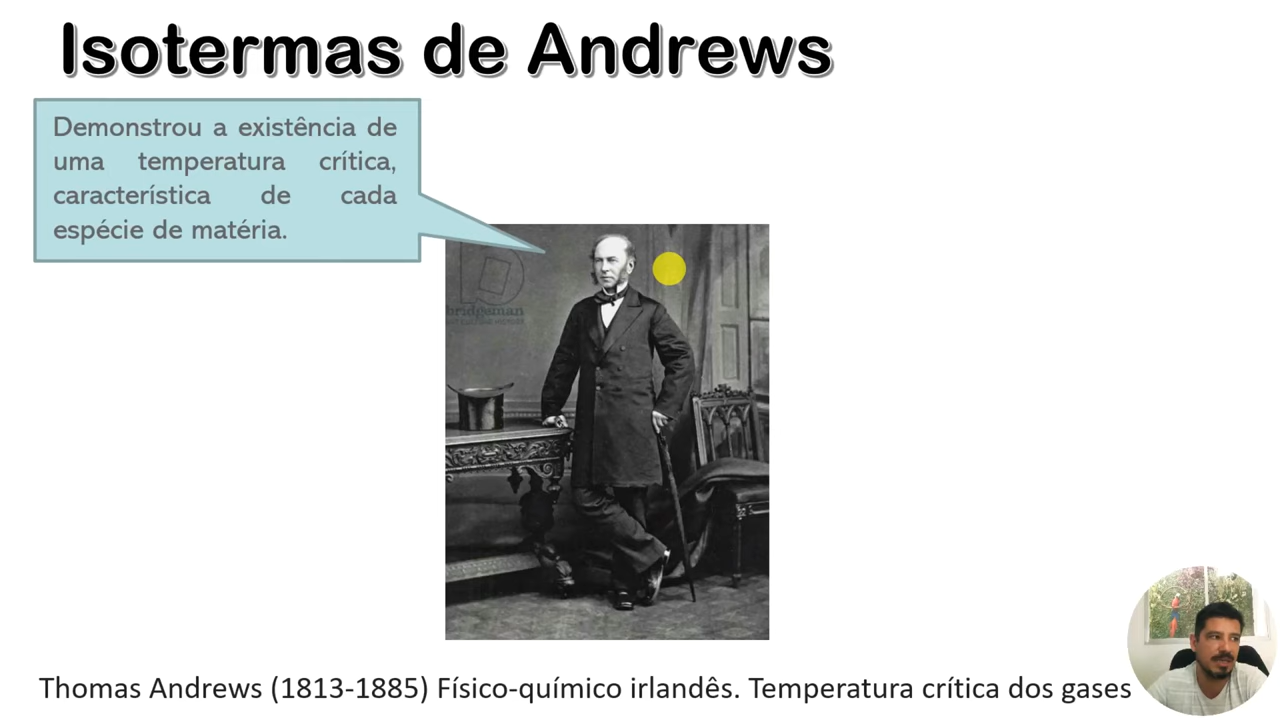 Isotermas de Andrews
Demonstrou a existência de
uma temperatura crítica,
característica de cada
espécie de matéria.
bridgeman
Thomas Andrews (1813-1885) Físico-químico irlandês. Temperatura crítica dos gases